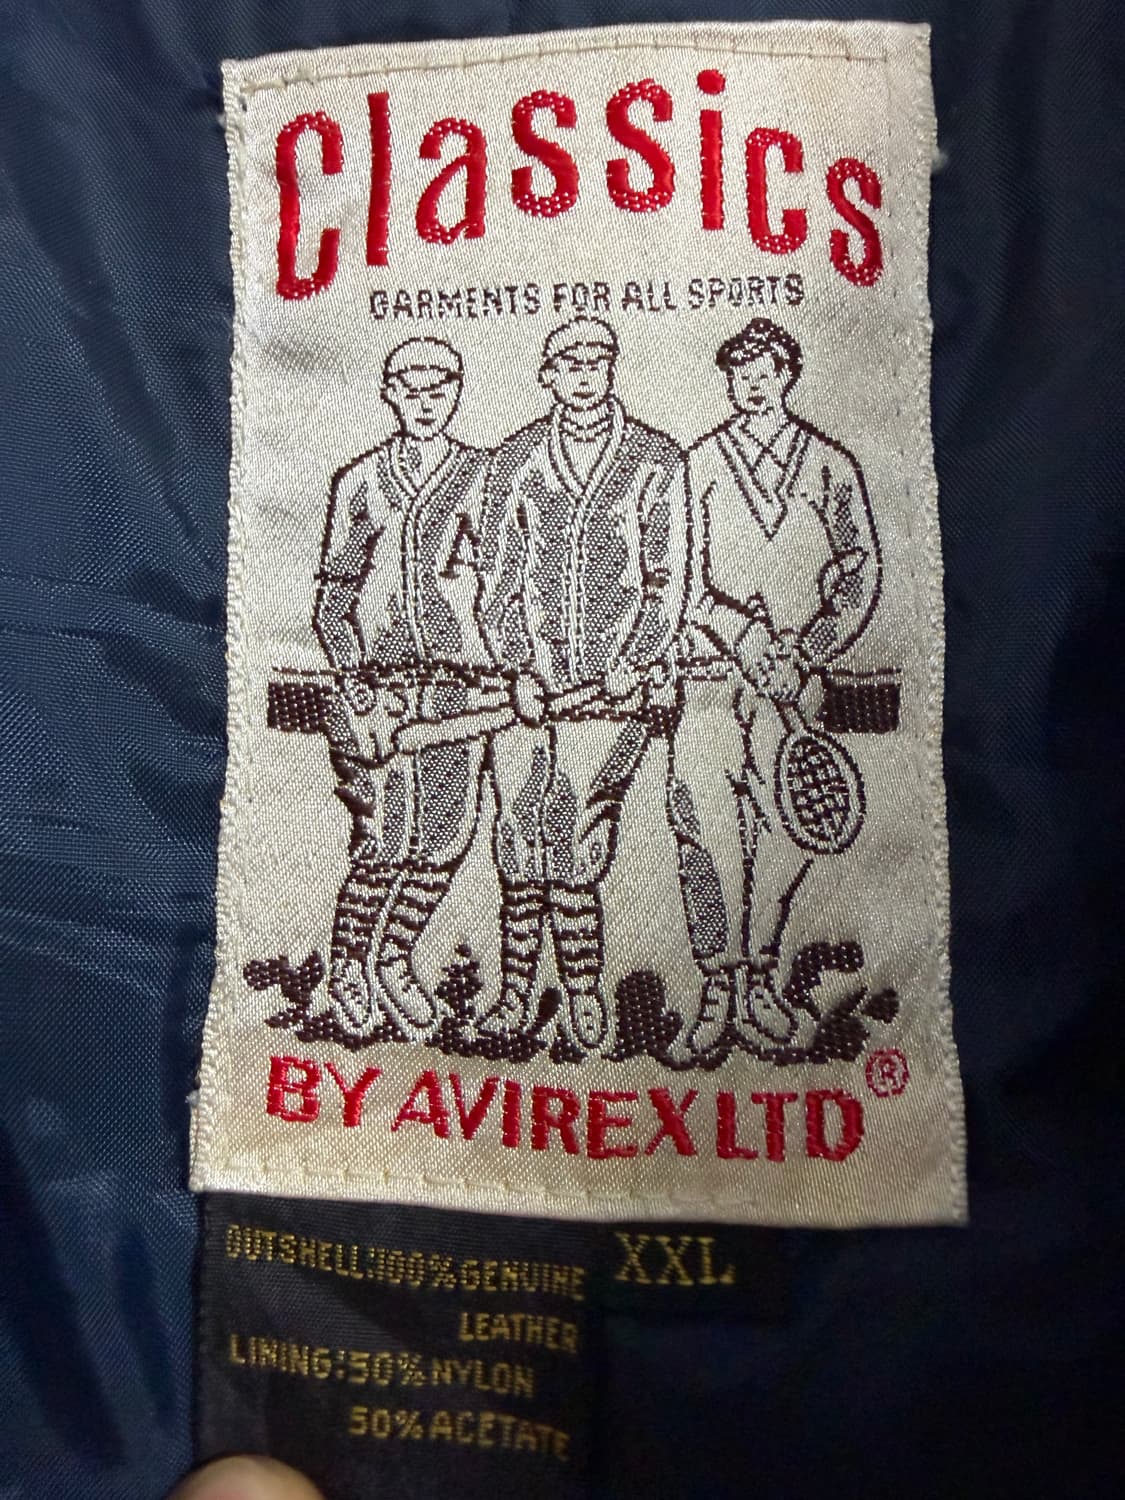 Classics
GARMENTS FOR ALL SPORTS
A
BY AVIREX LTD®
OUTSHELL:100% GENUINE
LEATHER
XXL
LINING:50% NYLON
50% ACETATE